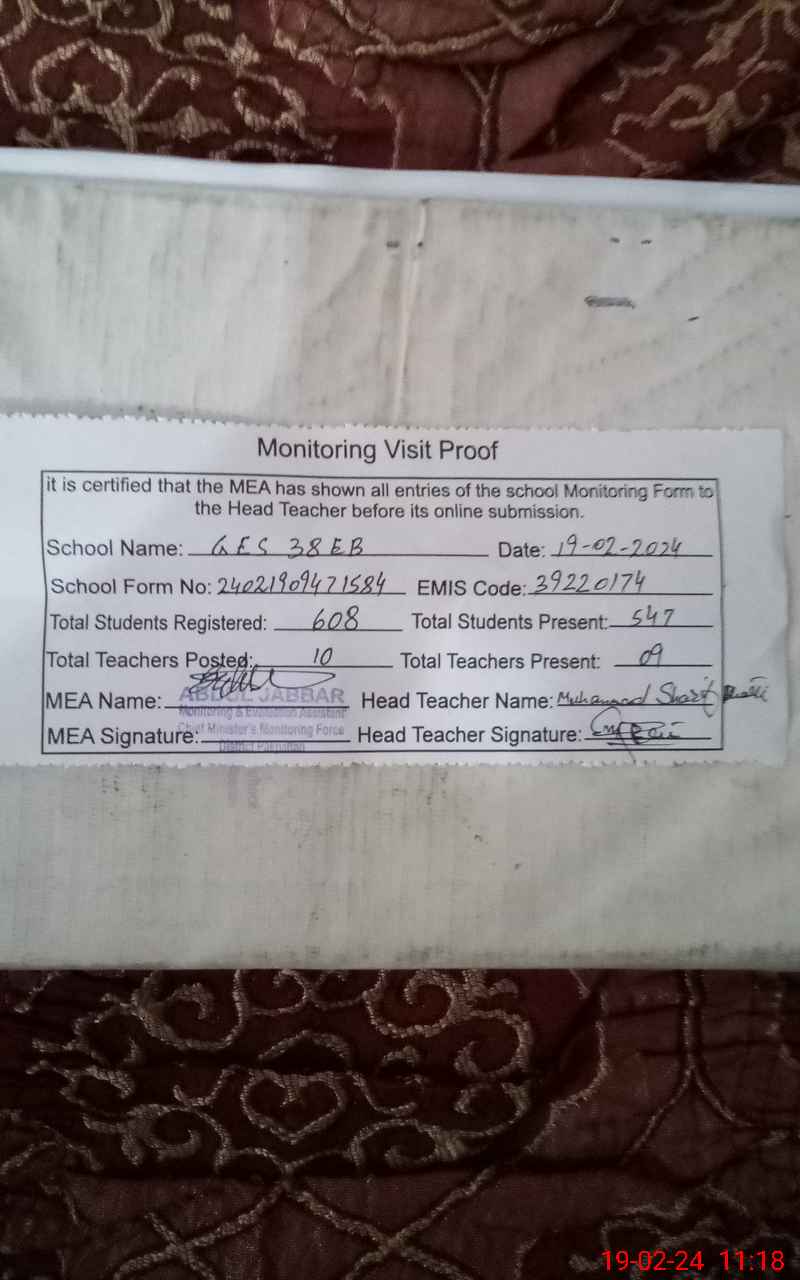 Monitoring Visit Proof
it is certified that the MEA has shown all entries of the school Monitoring Form to
the Head Teacher before its online submission.
School Name: GES 38EB Date: 19-02-2024
School Form No: 24021909471584 EMIS Code: 39220174
Total Students Registered: 608 Total Students Present: 547
Total Teachers Posted: 10 Total Teachers Present: 09
MEA Name: ABDUL JABBAR Head Teacher Name: Muhammad Sharif
Monitoring & Evaluation Assistant
MEA Signature: Chief Minister's Monitoring Force Head Teacher Signature:
District Pakpattan
19-02-24 11:18